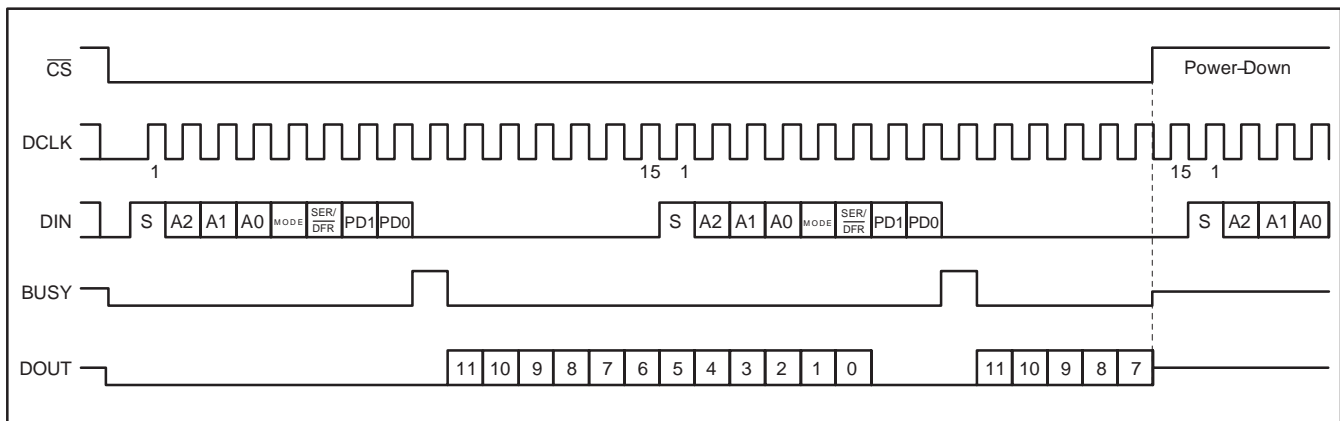 CS Power-Down
DCLK
1 15 1 15 1
DIN S A2 A1 A0 MODE SER/DFR PD1 PD0 S A2 A1 A0 MODE SER/DFR PD1 PD0 S A2 A1 A0
BUSY
DOUT 11 10 9 8 7 6 5 4 3 2 1 0 11 10 9 8 7